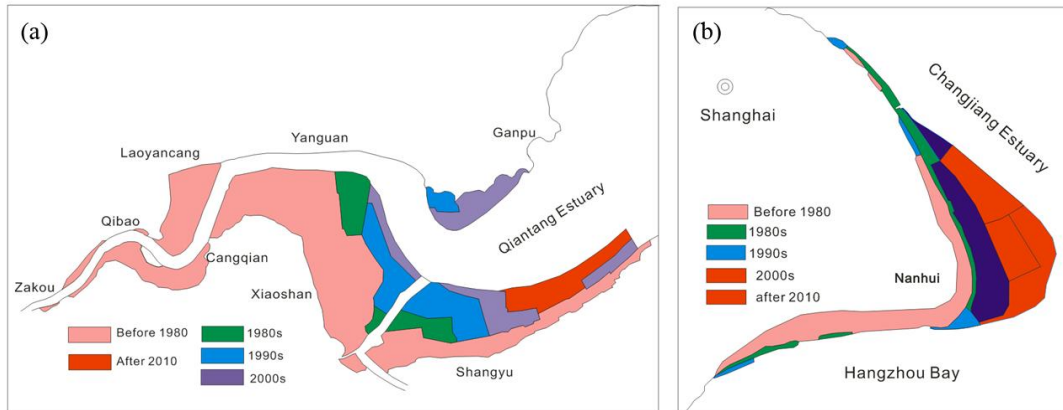 (a)
Yanguan
Ganpu
Laoyancang
Qibao
Qiantang Estuary
Cangqian
Zakou
Xiaoshan
Before 1980
1980s
After 2010
1990s
2000s
Shangyu
(b)
Changjiang Estuary
Shanghai
Before 1980
1980s
1990s
2000s
after 2010
Nanhui
Hangzhou Bay